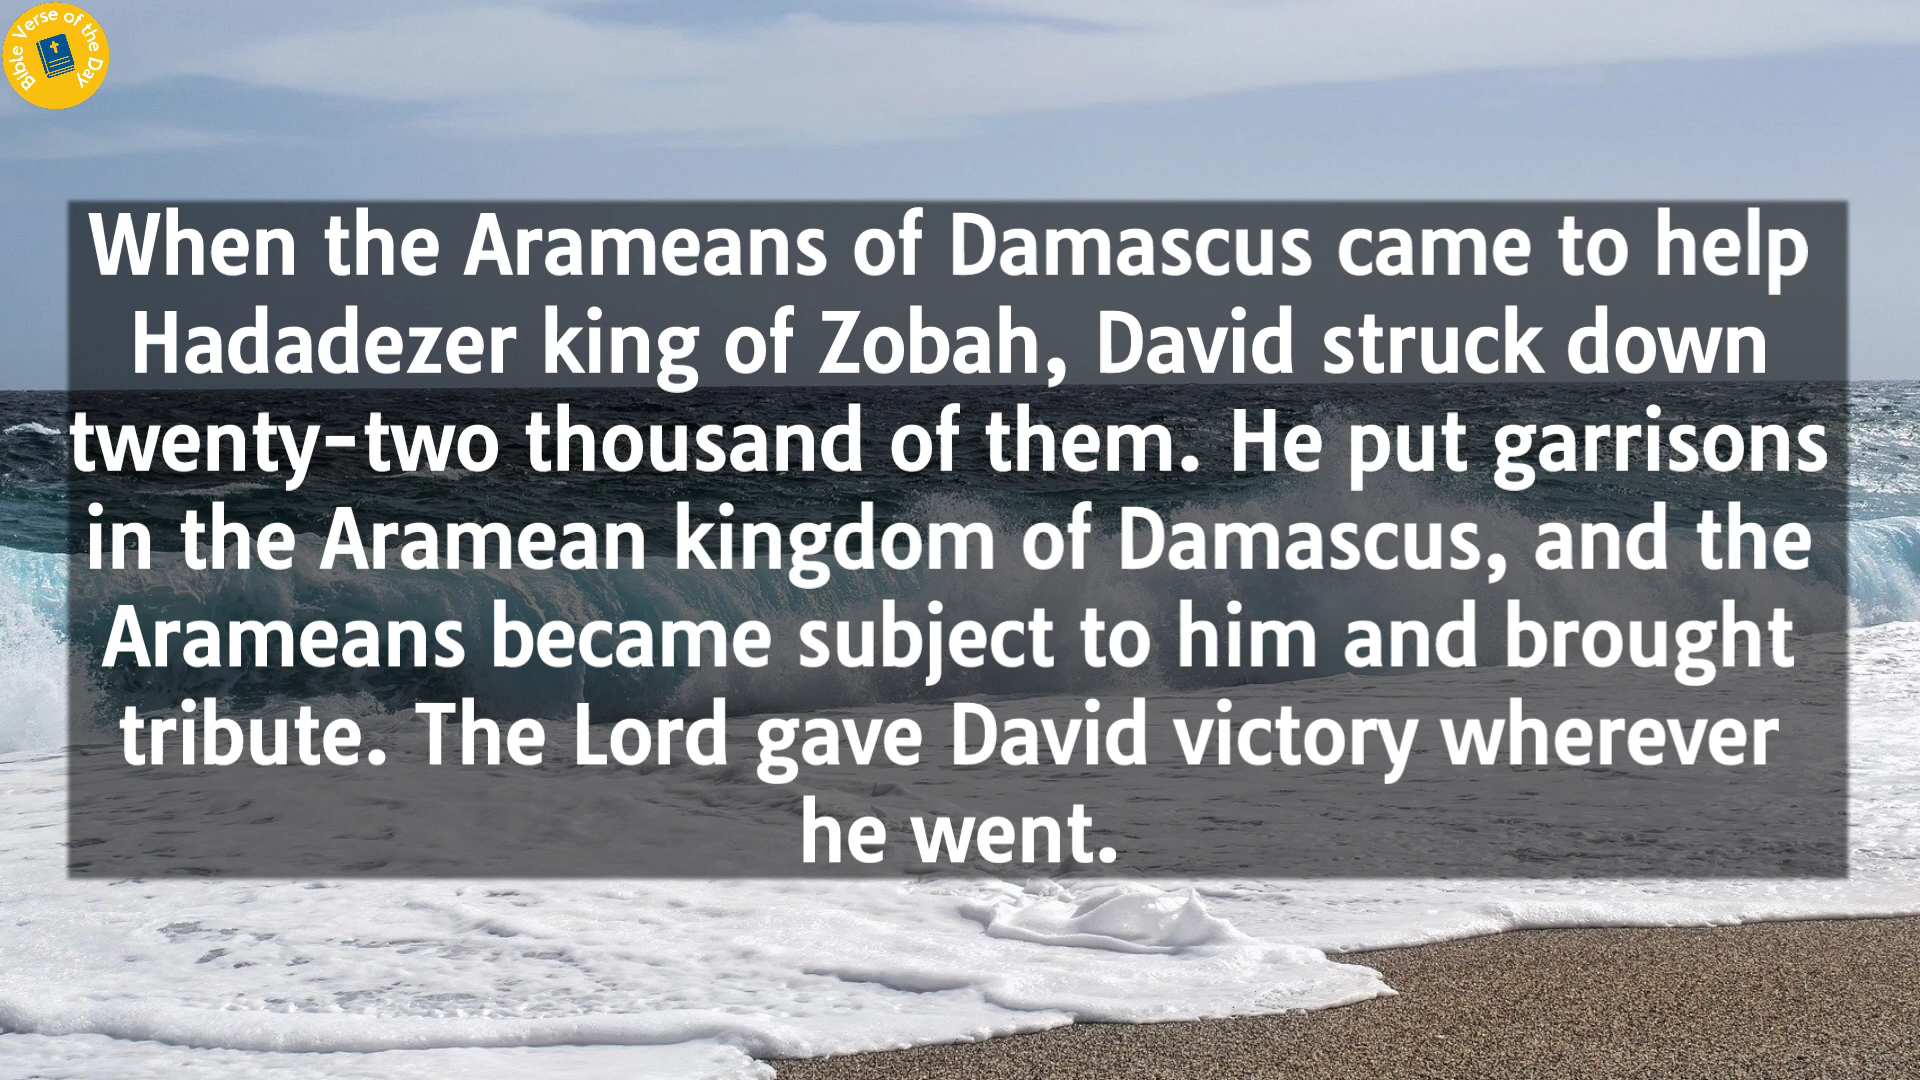 Bible Verse of the Day
When the Arameans of Damascus came to help
Hadadezer king of Zobah, David struck down
twenty-two thousand of them. He put garrisons
in the Aramean kingdom of Damascus, and the
Arameans became subject to him and brought
tribute. The Lord gave David victory wherever
he went.